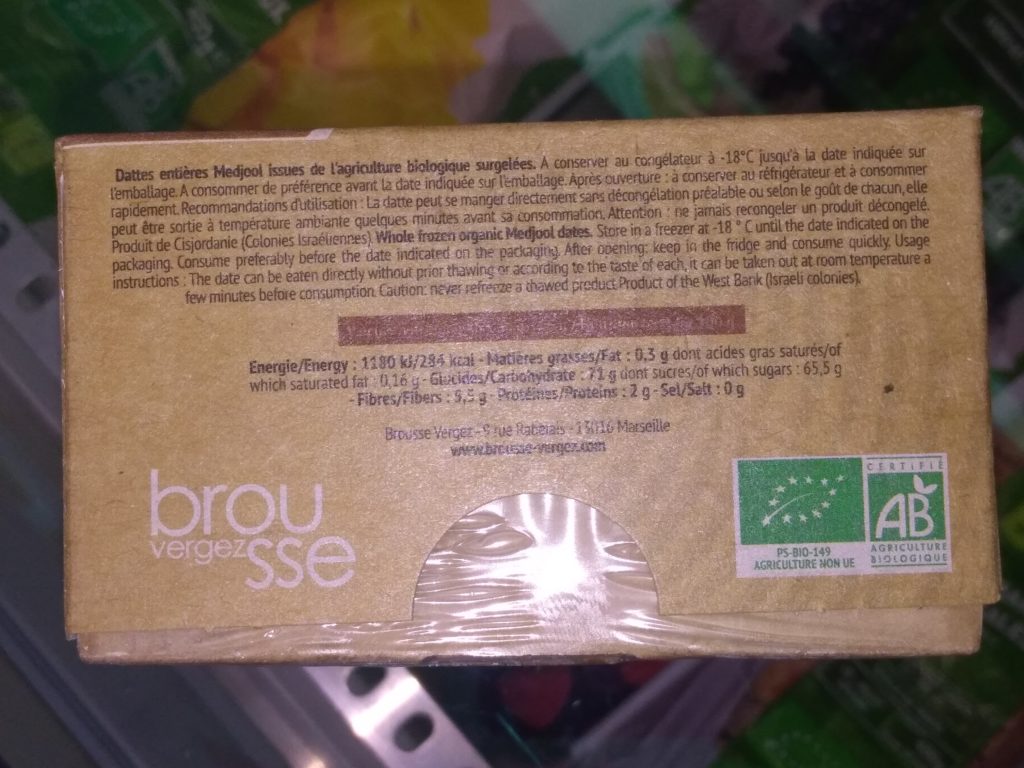 Dattes entières Medjool issues de l'agriculture biologique surgelées. A conserver au congélateur à -18°C jusqu'à la date indiquée sur
l'emballage. A consommer de préférence avant la date indiquée sur l'emballage. Après ouverture : à conserver au réfrigérateur et à consommer
rapidement. Recommandations d'utilisation : La datte peut se manger directement sans décongélation préalable ou selon le goût de chacun, elle
peut être sortie à température ambiante quelques minutes avant sa consommation. Attention : ne jamais recongeler un produit décongelé.
Produit de Cisjordanie (Colonies Israéliennes). Whole frozen organic Medjool dates. Store in a freezer at -18 ° C until the date indicated on the
packaging. Consume preferably before the date indicated on the packaging. After opening: keep in the fridge and consume quickly. Usage
instructions : The date can be eaten directly without prior thawing or according to the taste of each, it can be taken out at room temperature a
few minutes before consumption. Caution: never refreeze a thawed product Product of the West Bank (Israeli colonies).
Energie/Energy : 1180 kJ/284 kcal - Matières grasses/Fat : 0,3 g dont acides gras saturés/of
which saturated fat : 0,16 g - Glucides/Carbohydrate : 71 g dont sucres/of which sugars : 65,5 g
- Fibres/Fibers : 5,5 g - Protéines/Proteins : 2 g - Sel/Salt : 0 g
Brousse Vergez - 9 rue Rabelais - 13016 Marseille
www.brousse-vergez.com
brou
vergez
sse
PS-BIO-149
AGRICULTURE NON UE
CERTIFIÉ
AB
AGRICULTURE
BIOLOGIQUE